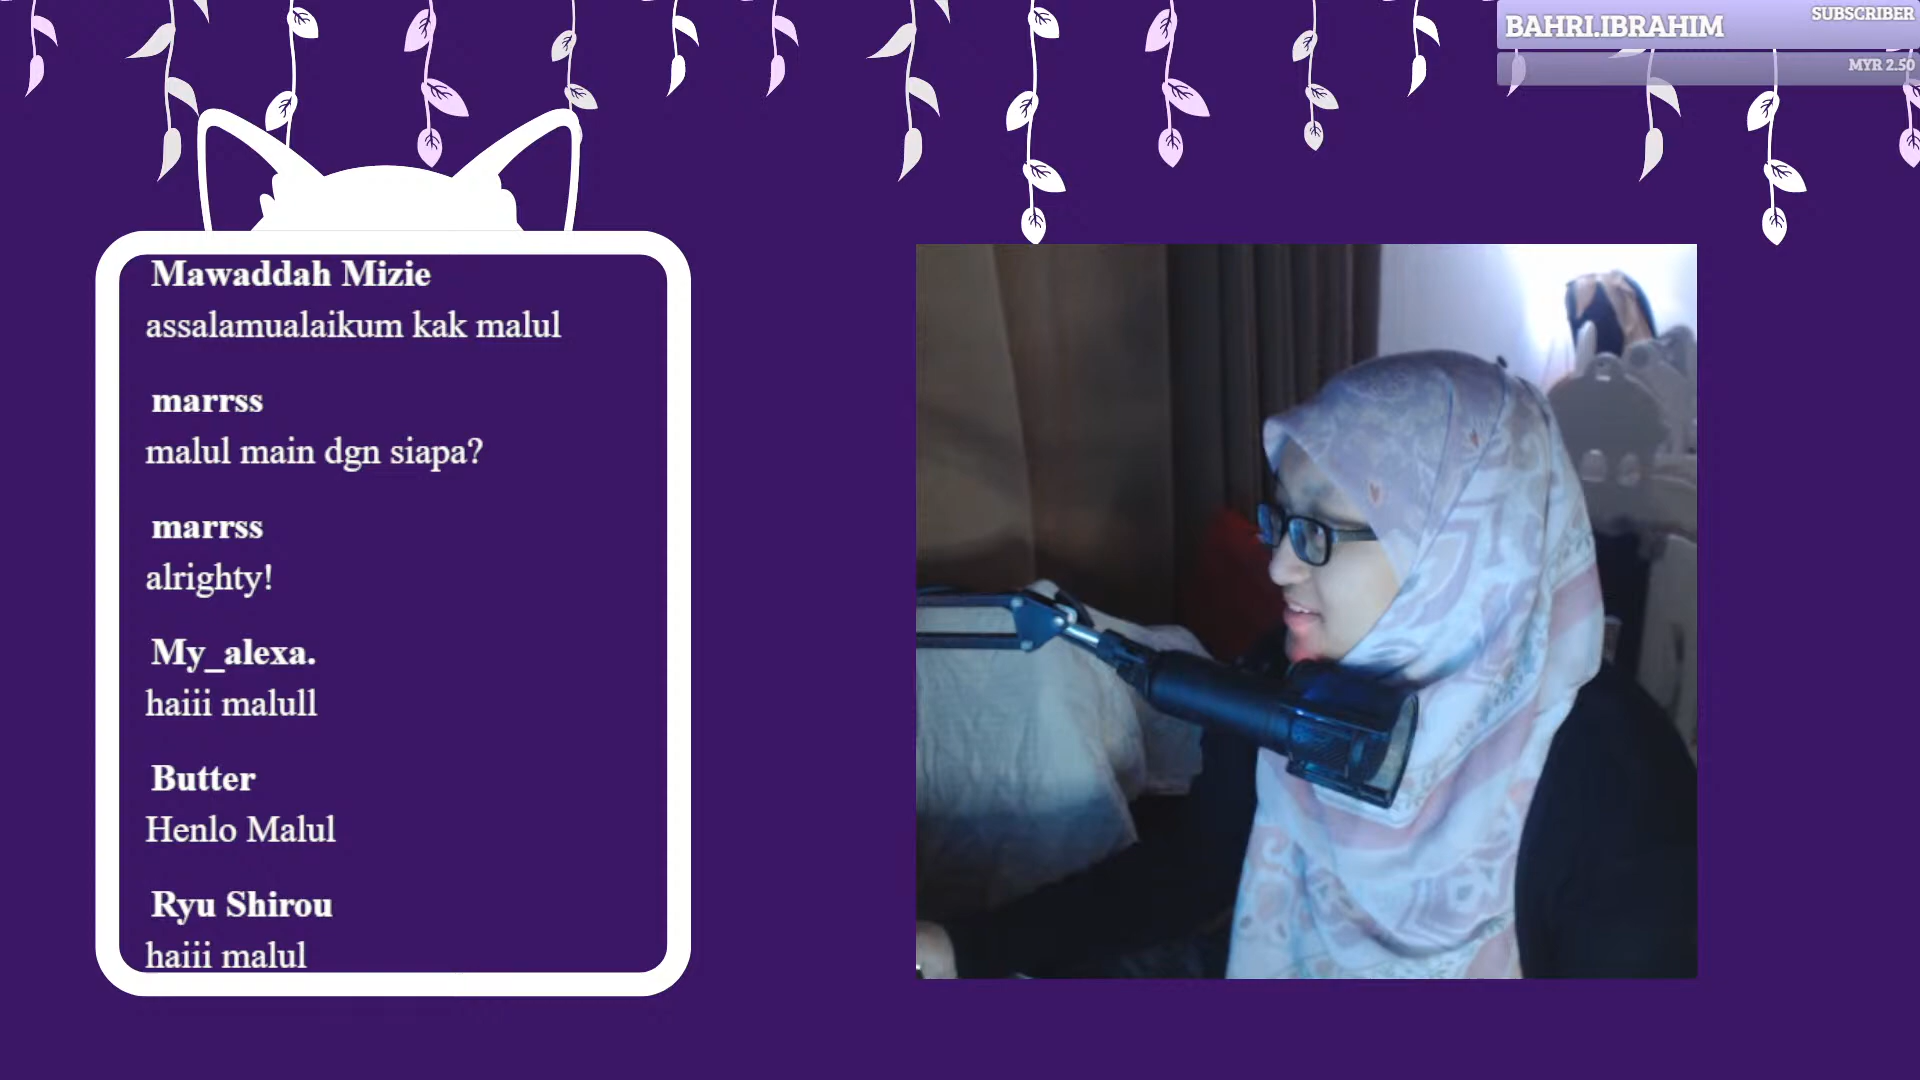 BAHRI.IBRAHIM
SUBSCRIBER
MYR 2.50
Mawaddah Mizie
assalamualaikum kak malul
marrss
malul main dgn siapa?
marrss
alrighty!
My_alexa.
haiii malull
Butter
Henlo Malul
Ryu Shirou
haiii malul